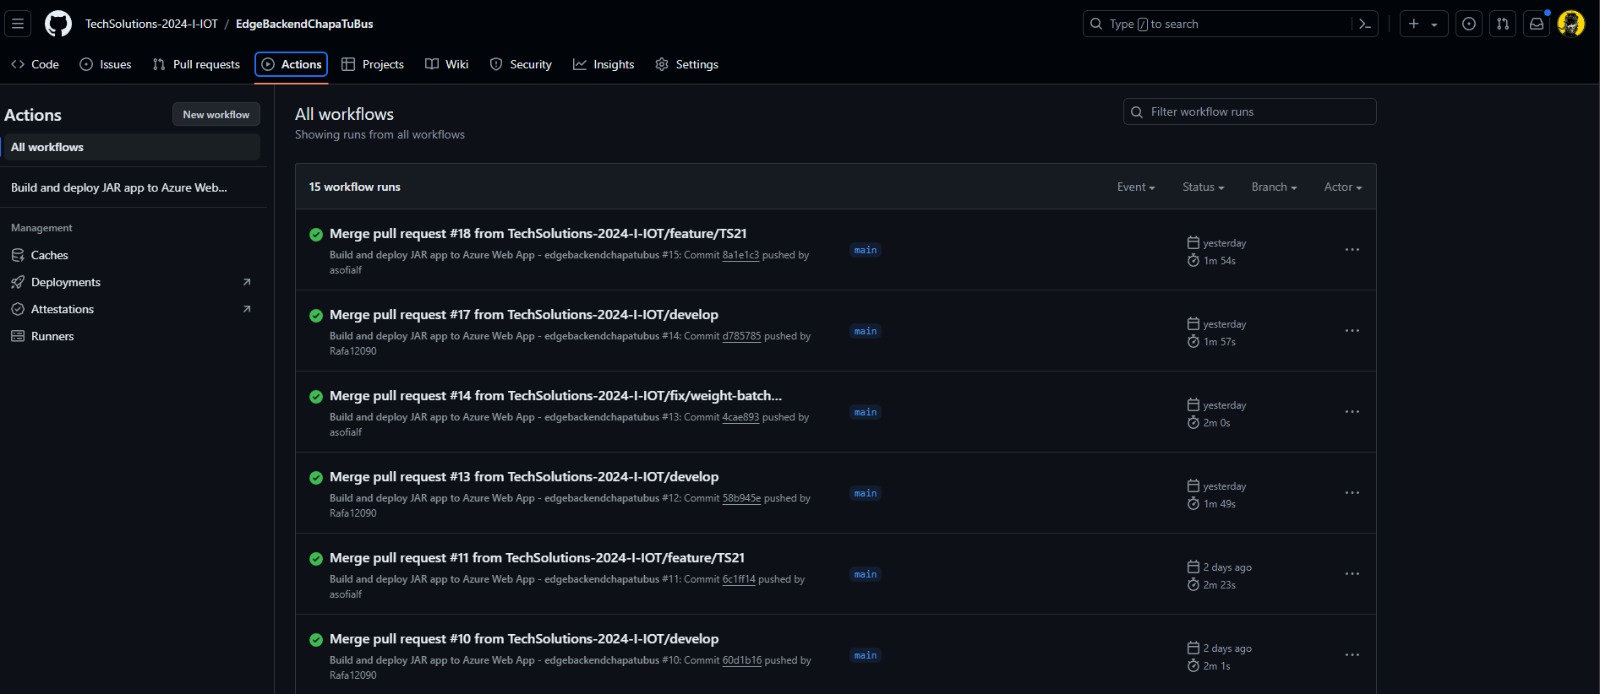 TechSolutions-2024-I-IOT / EdgeBackendChapaTuBus
Type / to search
Code Issues Pull requests Actions Projects Wiki Security Insights Settings
Actions
New workflow
All workflows
Build and deploy JAR app to Azure Web...
Management
Caches
Deployments
Attestations
Runners
All workflows
Showing runs from all workflows
Filter workflow runs
15 workflow runs
Event Status Branch Actor
Merge pull request #18 from TechSolutions-2024-I-IOT/feature/TS21
Build and deploy JAR app to Azure Web App - edgebackendchapatubus #15: Commit 8a1e1c3 pushed by
asofialf
main
yesterday
1m 54s
Merge pull request #17 from TechSolutions-2024-I-IOT/develop
Build and deploy JAR app to Azure Web App - edgebackendchapatubus #14: Commit d785785 pushed by
Rafa12090
main
yesterday
1m 57s
Merge pull request #14 from TechSolutions-2024-I-IOT/fix/weight-batch...
Build and deploy JAR app to Azure Web App - edgebackendchapatubus #13: Commit 4cae893 pushed by
asofialf
main
yesterday
2m 0s
Merge pull request #13 from TechSolutions-2024-I-IOT/develop
Build and deploy JAR app to Azure Web App - edgebackendchapatubus #12: Commit 58b945e pushed by
Rafa12090
main
yesterday
1m 49s
Merge pull request #11 from TechSolutions-2024-I-IOT/feature/TS21
Build and deploy JAR app to Azure Web App - edgebackendchapatubus #11: Commit 6c1ff14 pushed by
asofialf
main
2 days ago
2m 23s
Merge pull request #10 from TechSolutions-2024-I-IOT/develop
Build and deploy JAR app to Azure Web App - edgebackendchapatubus #10: Commit 60d1b16 pushed by
Rafa12090
main
2 days ago
2m 1s